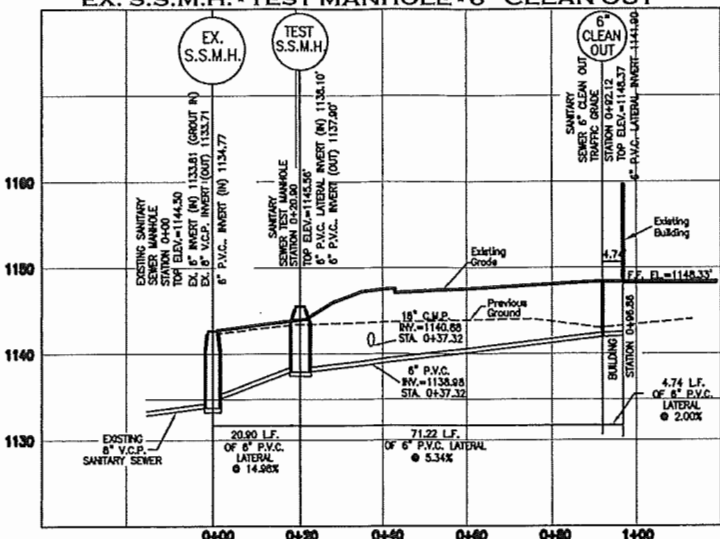 EX. S.S.M.H. - TEST MANHOLE - 6" CLEAN OUT
EX.
S.S.M.H.
TEST
S.S.M.H.
6"
CLEAN
OUT
EXISTING SANITARY
SEWER MANHOLE
STATION 0+00
TOP ELEV.=1144.50
EX. 8" INVERT (IN) 1133.81 (GROUT IN)
EX. 8" V.C.P. INVERT (OUT) 1133.71
6" P.V.C. INVERT (IN) 1134.77
SANITARY
SEWER TEST MANHOLE
STATION 0+20.90
TOP ELEV.=1145.56'
6" P.V.C. LATERAL INVERT (IN) 1138.10'
6" P.V.C. INVERT (OUT) 1137.90'
SANITARY
SEWER 6" CLEAN OUT
TRAFFIC GRADE
STATION 0+92.12
TOP ELEV.=1148.37
6" P.V.C. LATERAL INVERT 1141.90
1160
1150
1140
1130
Existing
Grade
Existing
Building
4.74'
F.F. EL.=1148.33'
Previous
Ground
15" C.M.P.
INV.=1140.68
STA. 0+37.32
6" P.V.C.
INV.=1138.98
STA. 0+37.32
BUILDING
STATION 0+96.86
4.74 L.F.
OF 6" P.V.C.
LATERAL
@ 2.00%
EXISTING
8" V.C.P.
SANITARY SEWER
20.90 L.F.
OF 6" P.V.C.
LATERAL
@ 14.98%
71.22 L.F.
OF 6" P.V.C. LATERAL
@ 5.34%
0+00 0+20 0+40 0+60 0+80 1+00